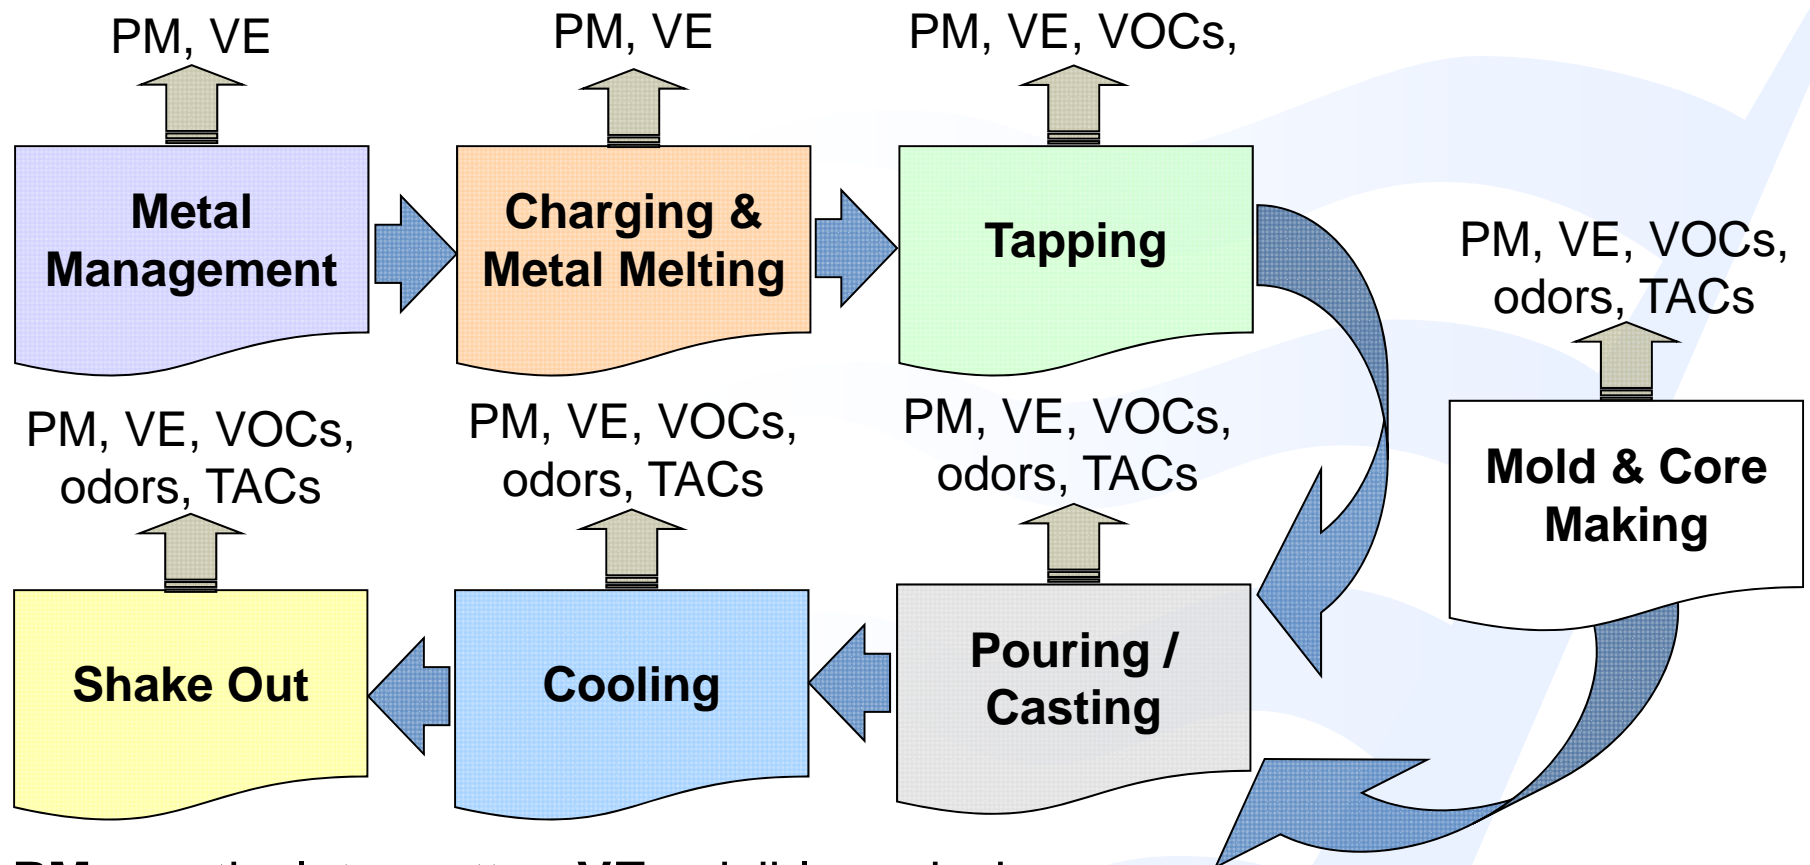 PM, VE
PM, VE
PM, VE, VOCs,
Metal
Management
Charging &
Metal Melting
Tapping
PM, VE, VOCs,
odors, TACs
Mold & Core
Making
PM, VE, VOCs,
odors, TACs
PM, VE, VOCs,
odors, TACs
PM, VE, VOCs,
odors, TACs
Shake Out
Cooling
Pouring /
Casting